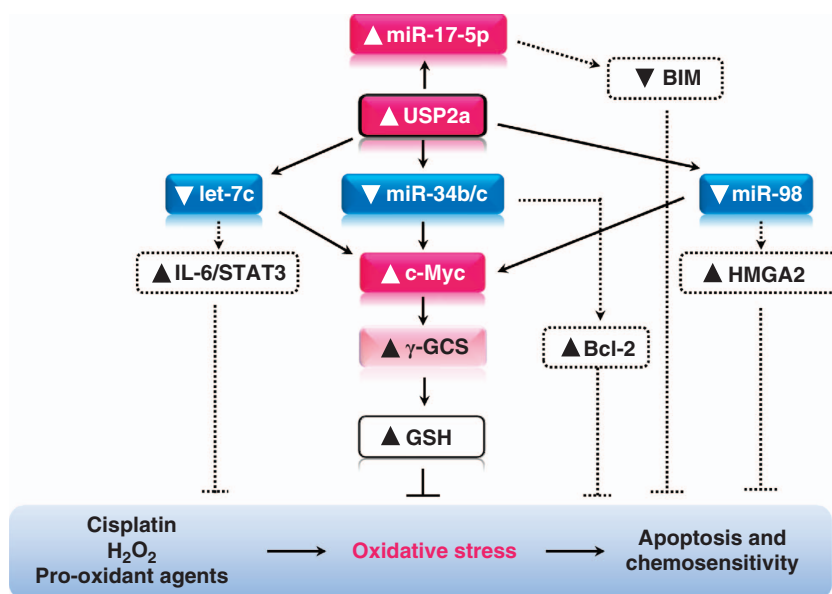 ▲ miR-17-5p
▼ BIM
▲ USP2a
▼ let-7c
▼ miR-34b/c
▼ miR-98
▲ IL-6/STAT3
▲ c-Myc
▲ HMGA2
▲ γ-GCS
▲ Bcl-2
▲ GSH
Cisplatin
H₂O₂
Pro-oxidant agents
Oxidative stress
Apoptosis and
chemosensitivity